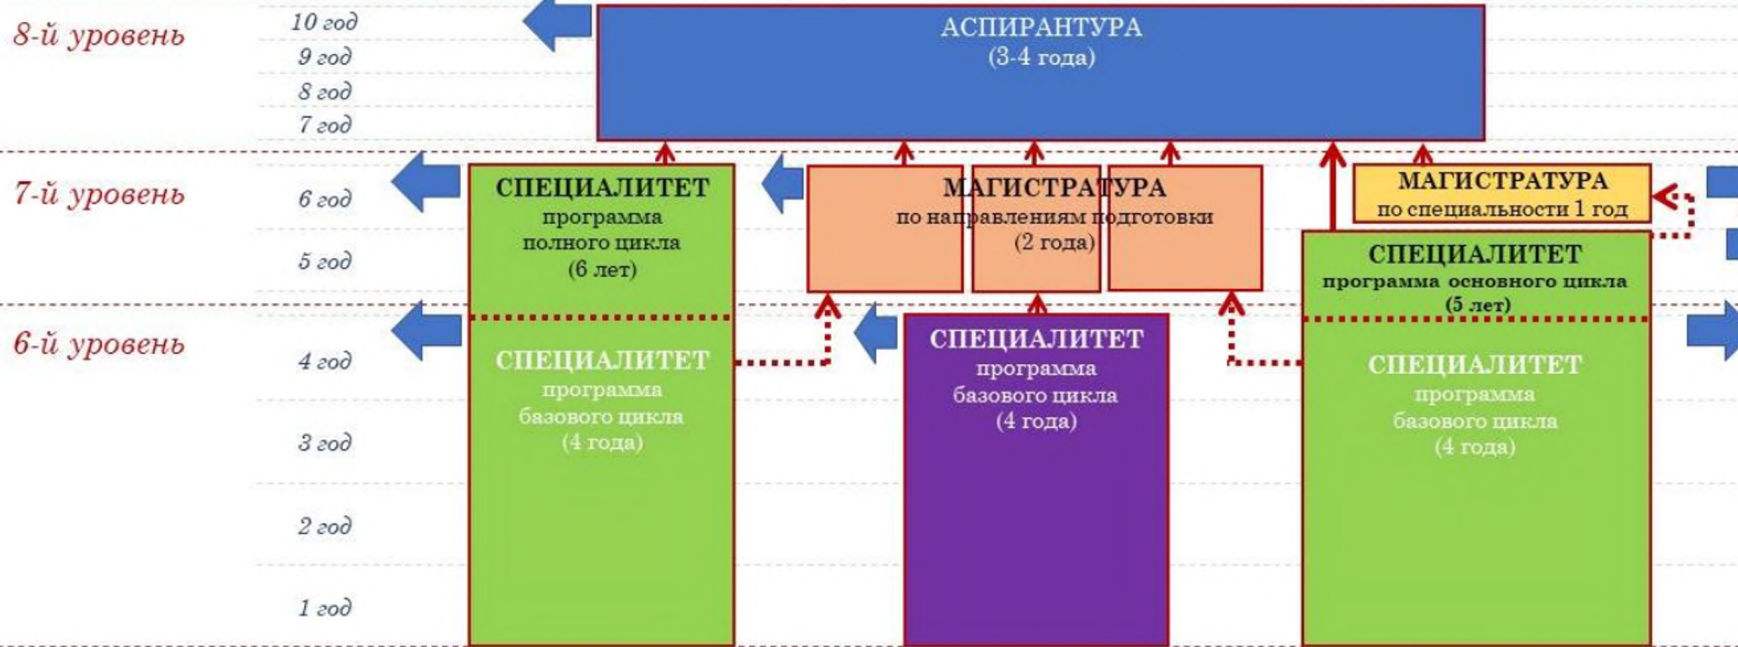 8-й уровень
10 год
9 год
8 год
7 год
АСПИРАНТУРА
(3-4 года)
7-й уровень
6 год
5 год
СПЕЦИАЛИТЕТ
программа
полного цикла
(6 лет)
МАГИСТРАТУРА
по направлениям подготовки
(2 года)
МАГИСТРАТУРА
по специальности 1 год
СПЕЦИАЛИТЕТ
программа основного цикла
(5 лет)
6-й уровень
4 год
3 год
2 год
1 год
СПЕЦИАЛИТЕТ
программа
базового цикла
(4 года)
СПЕЦИАЛИТЕТ
программа
базового цикла
(4 года)
СПЕЦИАЛИТЕТ
программа
базового цикла
(4 года)